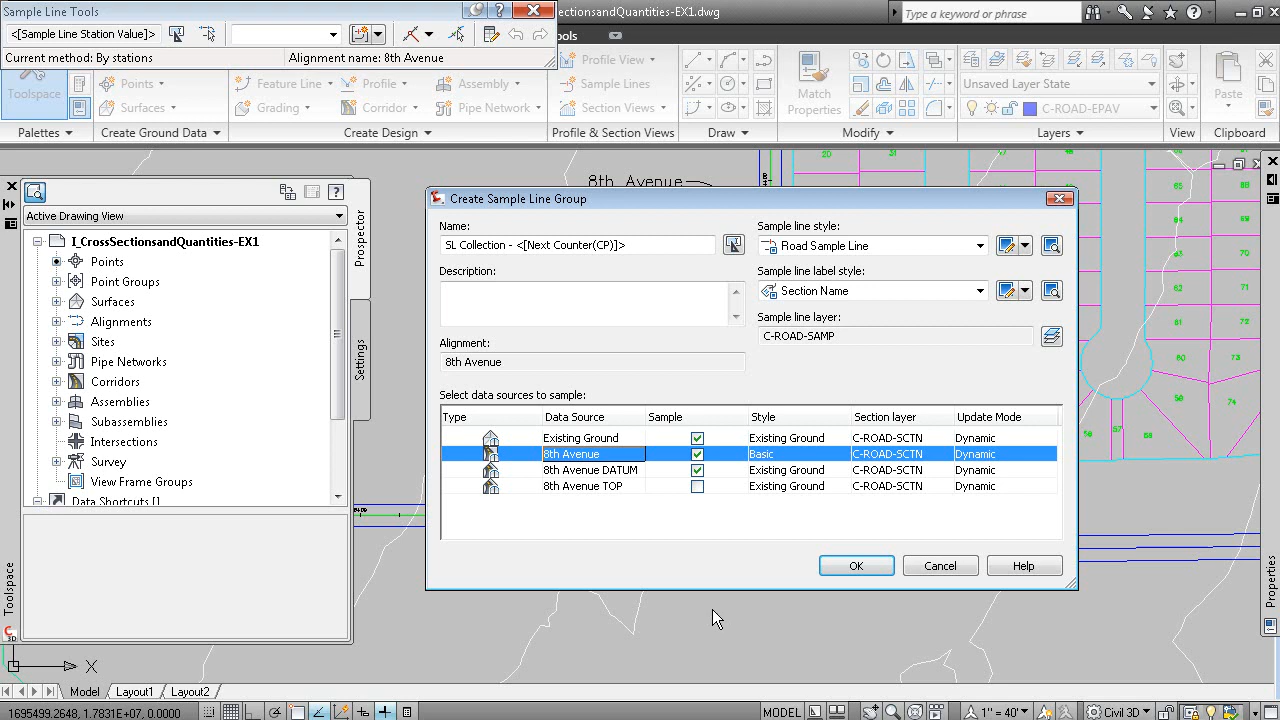 Sample Line Tools
SectionsandQuantities-EX1.dwg
Type a keyword or phrase
<[Sample Line Station Value]>
Current method: By stations
Alignment name: 8th Avenue
Toolspace
Points
Surfaces
Feature Line
Grading
Profile
Corridor
Assembly
Pipe Network
Profile View
Sample Lines
Section Views
Match
Properties
Unsaved Layer State
C-ROAD-EPAV
Paste
Palettes
Create Ground Data
Create Design
Profile & Section Views
Draw
Modify
Layers
View
Clipboard
8th Avenue
Active Drawing View
I_CrossSectionsandQuantities-EX1
Points
Point Groups
Surfaces
Alignments
Sites
Pipe Networks
Corridors
Assemblies
Subassemblies
Intersections
Survey
View Frame Groups
Data Shortcuts []
Prospector
Settings
Toolspace
Create Sample Line Group
Name:
SL Collection - <[Next Counter(CP)]>
Description:
Alignment:
8th Avenue
Sample line style:
Road Sample Line
Sample line label style:
Section Name
Sample line layer:
C-ROAD-SAMP
Select data sources to sample:
Type Data Source Sample Style Section layer Update Mode
Existing Ground Existing Ground C-ROAD-SCTN Dynamic
8th Avenue Basic C-ROAD-SCTN Dynamic
8th Avenue DATUM Existing Ground C-ROAD-SCTN Dynamic
8th Avenue TOP Existing Ground C-ROAD-SCTN Dynamic
OK
Cancel
Help
Properties
X
Model
Layout1
Layout2
1695499.2648, 1.7831E+07, 0.0000
MODEL
1" = 40'
Civil 3D